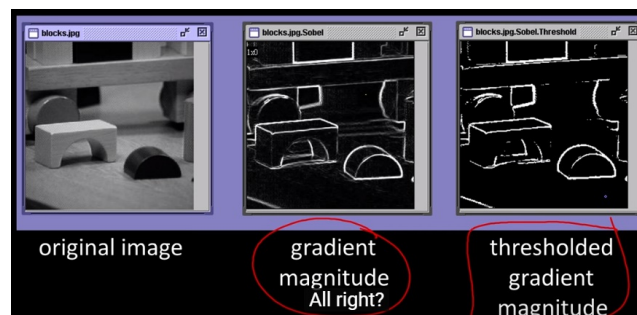 blocks.jpg
blocks.jpg.Sobel
blocks.jpg.Sobel.Threshold
original image
gradient
magnitude
All right?
thresholded
gradient
magnitude